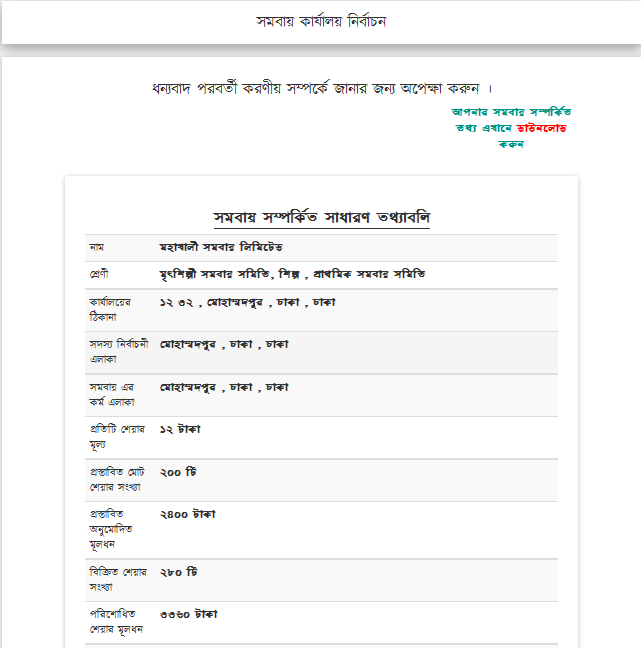 সমবায় কার্যালয় নির্বাচন
ধন্যবাদ পরবর্তী করণীয় সম্পর্কে জানার জন্য অপেক্ষা করুন ।
আপনার সমবায় সম্পর্কিত
তথ্য এখানে ডাউনলোড
করুন
সমবায় সম্পর্কিত সাধারণ তথ্যাবলি
নাম মহাখালী সমবায় লিমিটেড
শ্রেণী মৃৎশিল্পী সমবায় সমিতি, শিল্প , প্রাথমিক সমবায় সমিতি
কার্যালয়ের ১২ ৩২ , মোহাম্মদপুর , ঢাকা , ঢাকা
ঠিকানা
সদস্য নির্বাচনী মোহাম্মদপুর , ঢাকা , ঢাকা
এলাকা
সমবায় এর মোহাম্মদপুর , ঢাকা , ঢাকা
কর্ম এলাকা
প্রতিটি শেয়ার ১২ টাকা
মূল্য
প্রস্তাবিত মোট ২০০ টি
শেয়ার সংখ্যা
প্রস্তাবিত ২৪০০ টাকা
অনুমোদিত
মূলধন
বিক্রিত শেয়ার ২৮০ টি
সংখ্যা
পরিশোধিত ৩৩৬০ টাকা
শেয়ার মূলধন